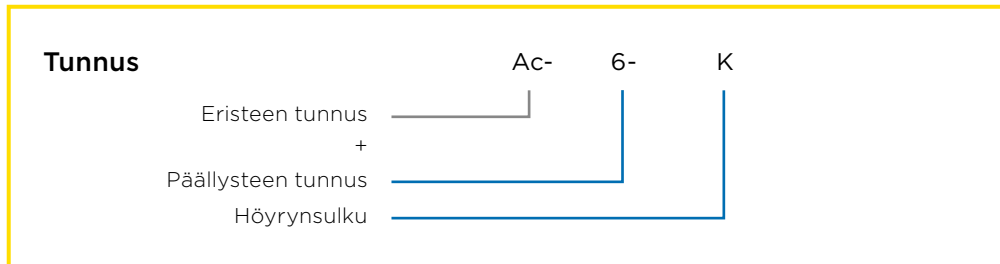 Tunnus Ac- 6- K
Eristeen tunnus
+
Päällysteen tunnus
Höyrynsulku